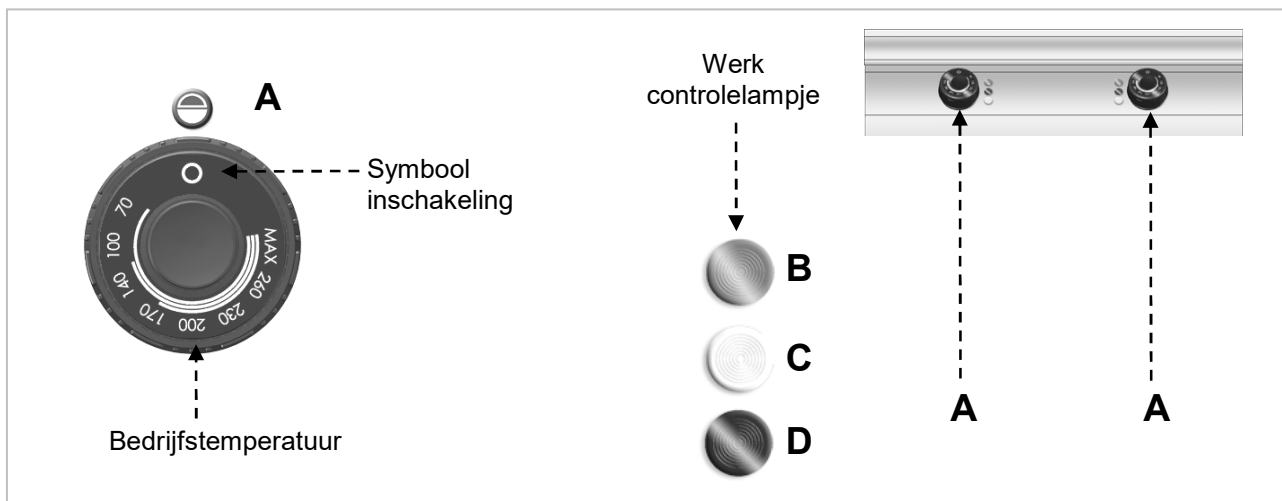 A
Symbool
inschakeling
70
100
140
170
200
230
260
MAX
Bedrijfstemperatuur
Werk
controlelampje
B
C
D
A
A